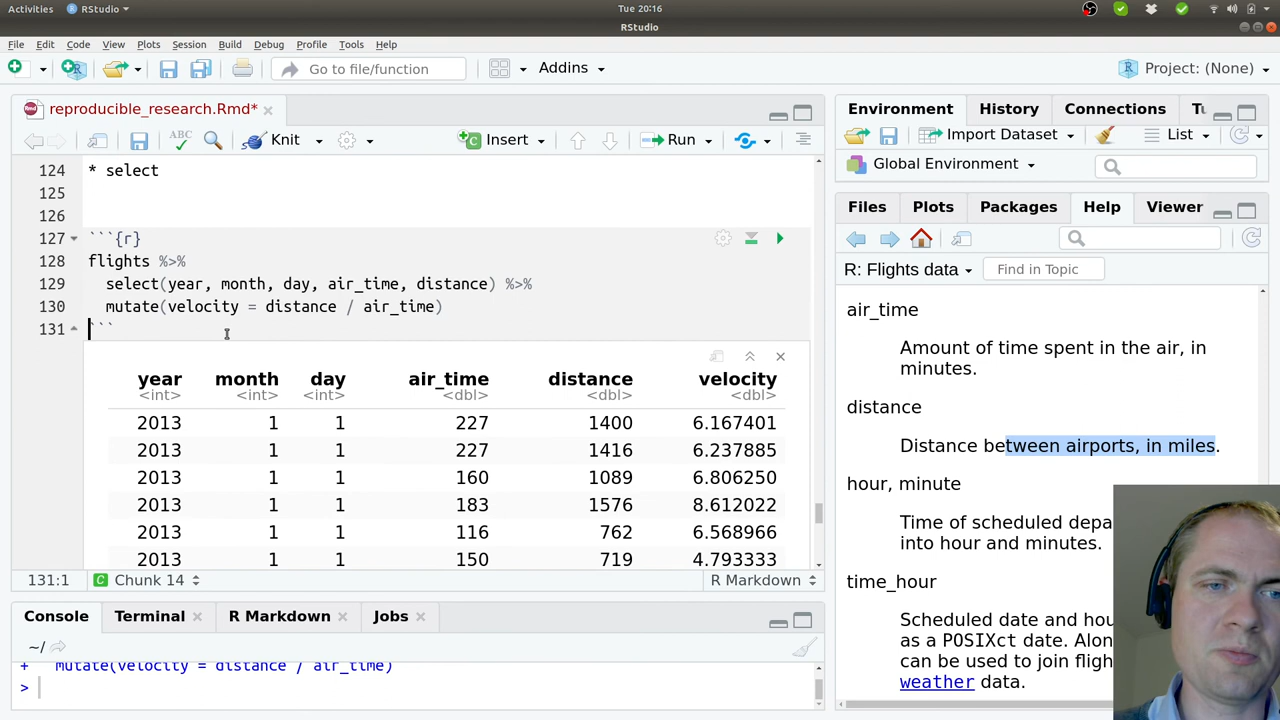 Activities RStudio Tue 20:16
RStudio
File Edit Code View Plots Session Build Debug Profile Tools Help
Go to file/function Addins Project: (None)
reproducible_research.Rmd*
ABC Knit Insert Run
124 * select
125
126
127 ```{r}
128 flights %>%
129 select(year, month, day, air_time, distance) %>%
130 mutate(velocity = distance / air_time)
131 ```
year month day air_time distance velocity
<int> <int> <int> <dbl> <dbl> <dbl>
2013 1 1 227 1400 6.167401
2013 1 1 227 1416 6.237885
2013 1 1 160 1089 6.806250
2013 1 1 183 1576 8.612022
2013 1 1 116 762 6.568966
2013 1 1 150 719 4.793333
131:1 Chunk 14 R Markdown
Console Terminal R Markdown Jobs
~/
+ mutate(velocity = distance / air_time)
>
Environment History Connections Tu
Import Dataset List
Global Environment
Files Plots Packages Help Viewer
R: Flights data Find in Topic
air_time
Amount of time spent in the air, in
minutes.
distance
Distance between airports, in miles.
hour, minute
Time of scheduled depa
into hour and minutes.
time_hour
Scheduled date and hou
as a POSIXct date. Alon
can be used to join fligh
weather data.